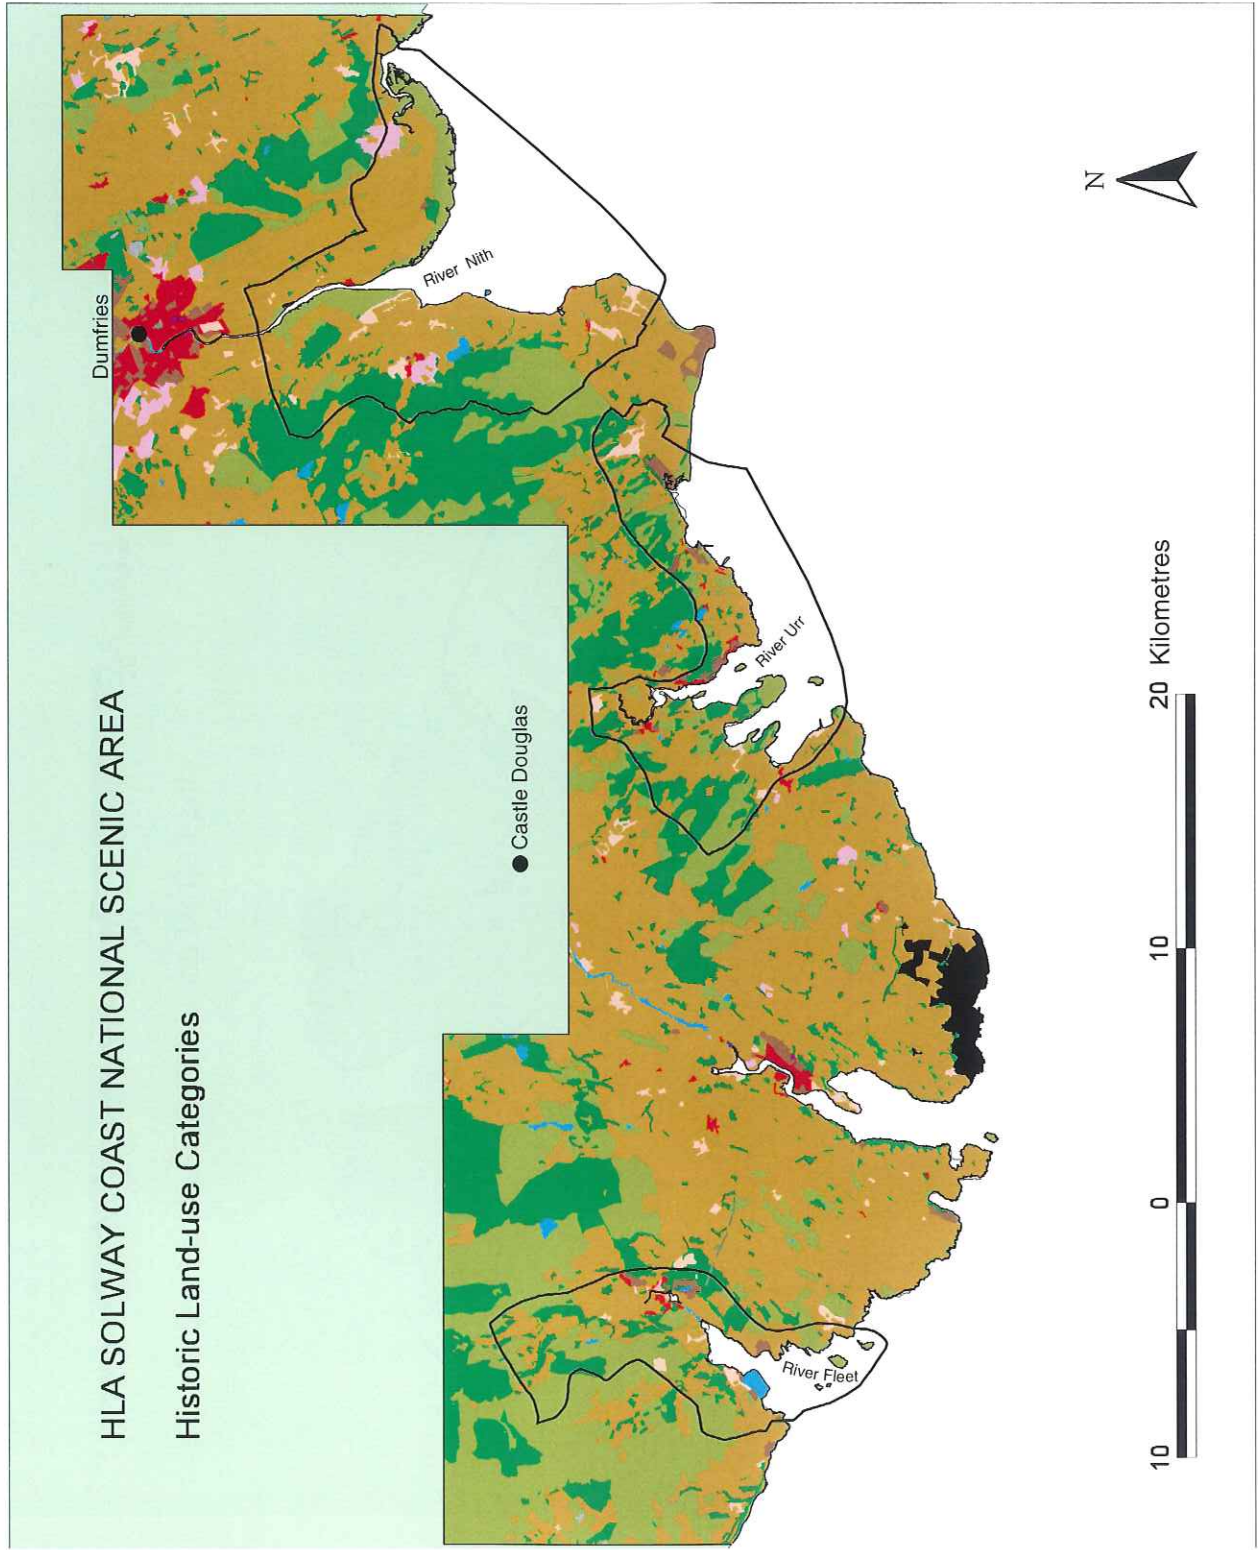 HLA SOLWAY COAST NATIONAL SCENIC AREA
Historic Land-use Categories
Dumfries
River Nith
Castle Douglas
River Urr
River Fleet
N
10
0
10
20 Kilometres